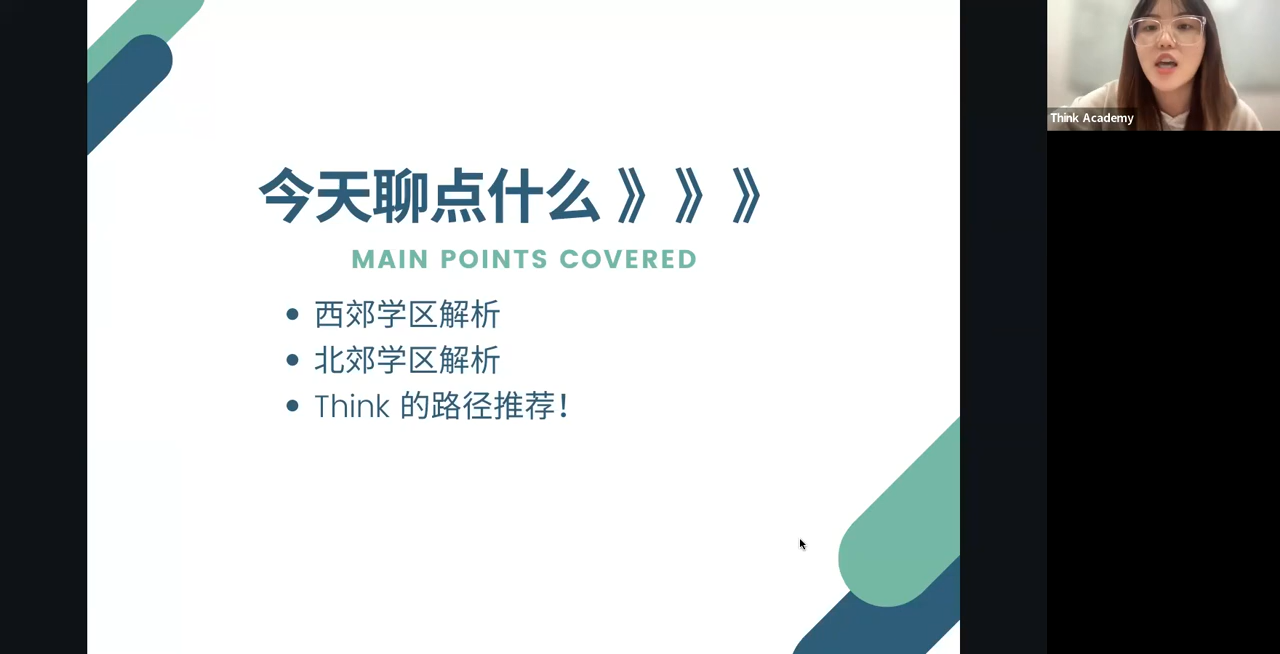 今天聊点什么 》》》
MAIN POINTS COVERED
• 西郊学区解析
• 北郊学区解析
• Think 的路径推荐！
Think Academy